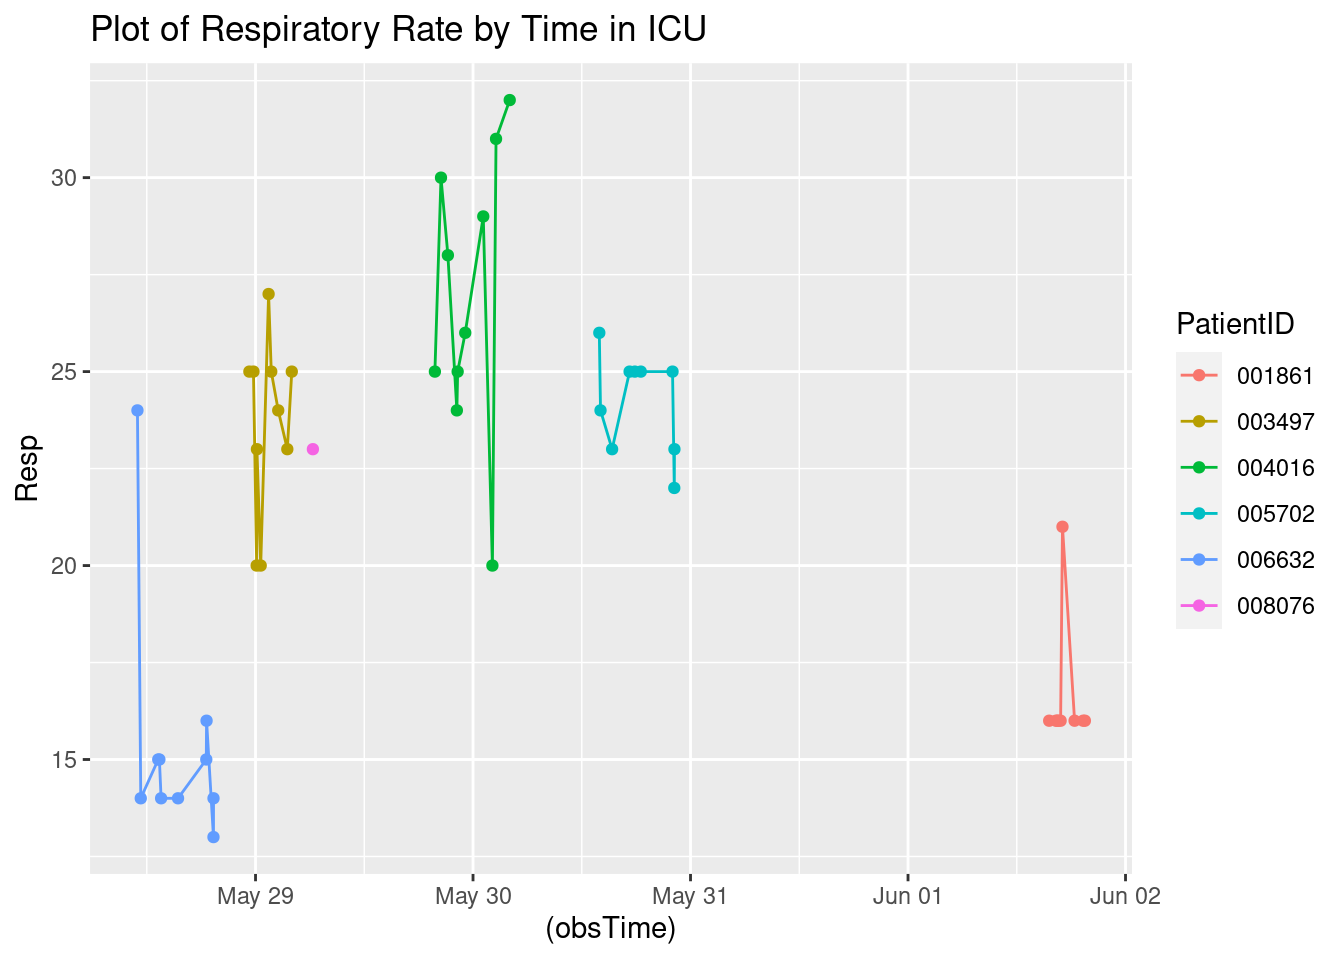 Plot of Respiratory Rate by Time in ICU
30
25
20
15
Resp
May 29
May 30
May 31
Jun 01
Jun 02
(obsTime)
PatientID
001861
003497
004016
005702
006632
008076